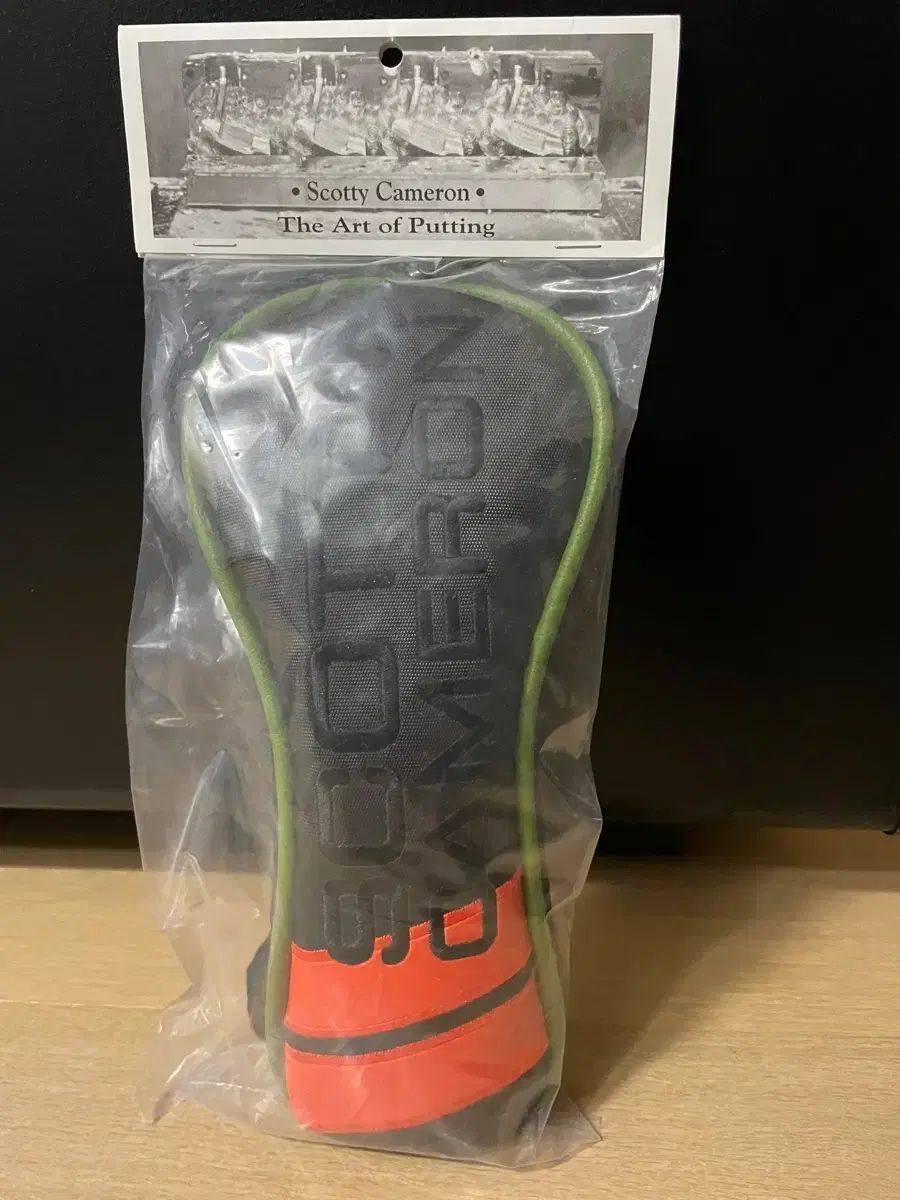 • Scotty Cameron •
The Art of Putting
SCOTTY
CAMERON